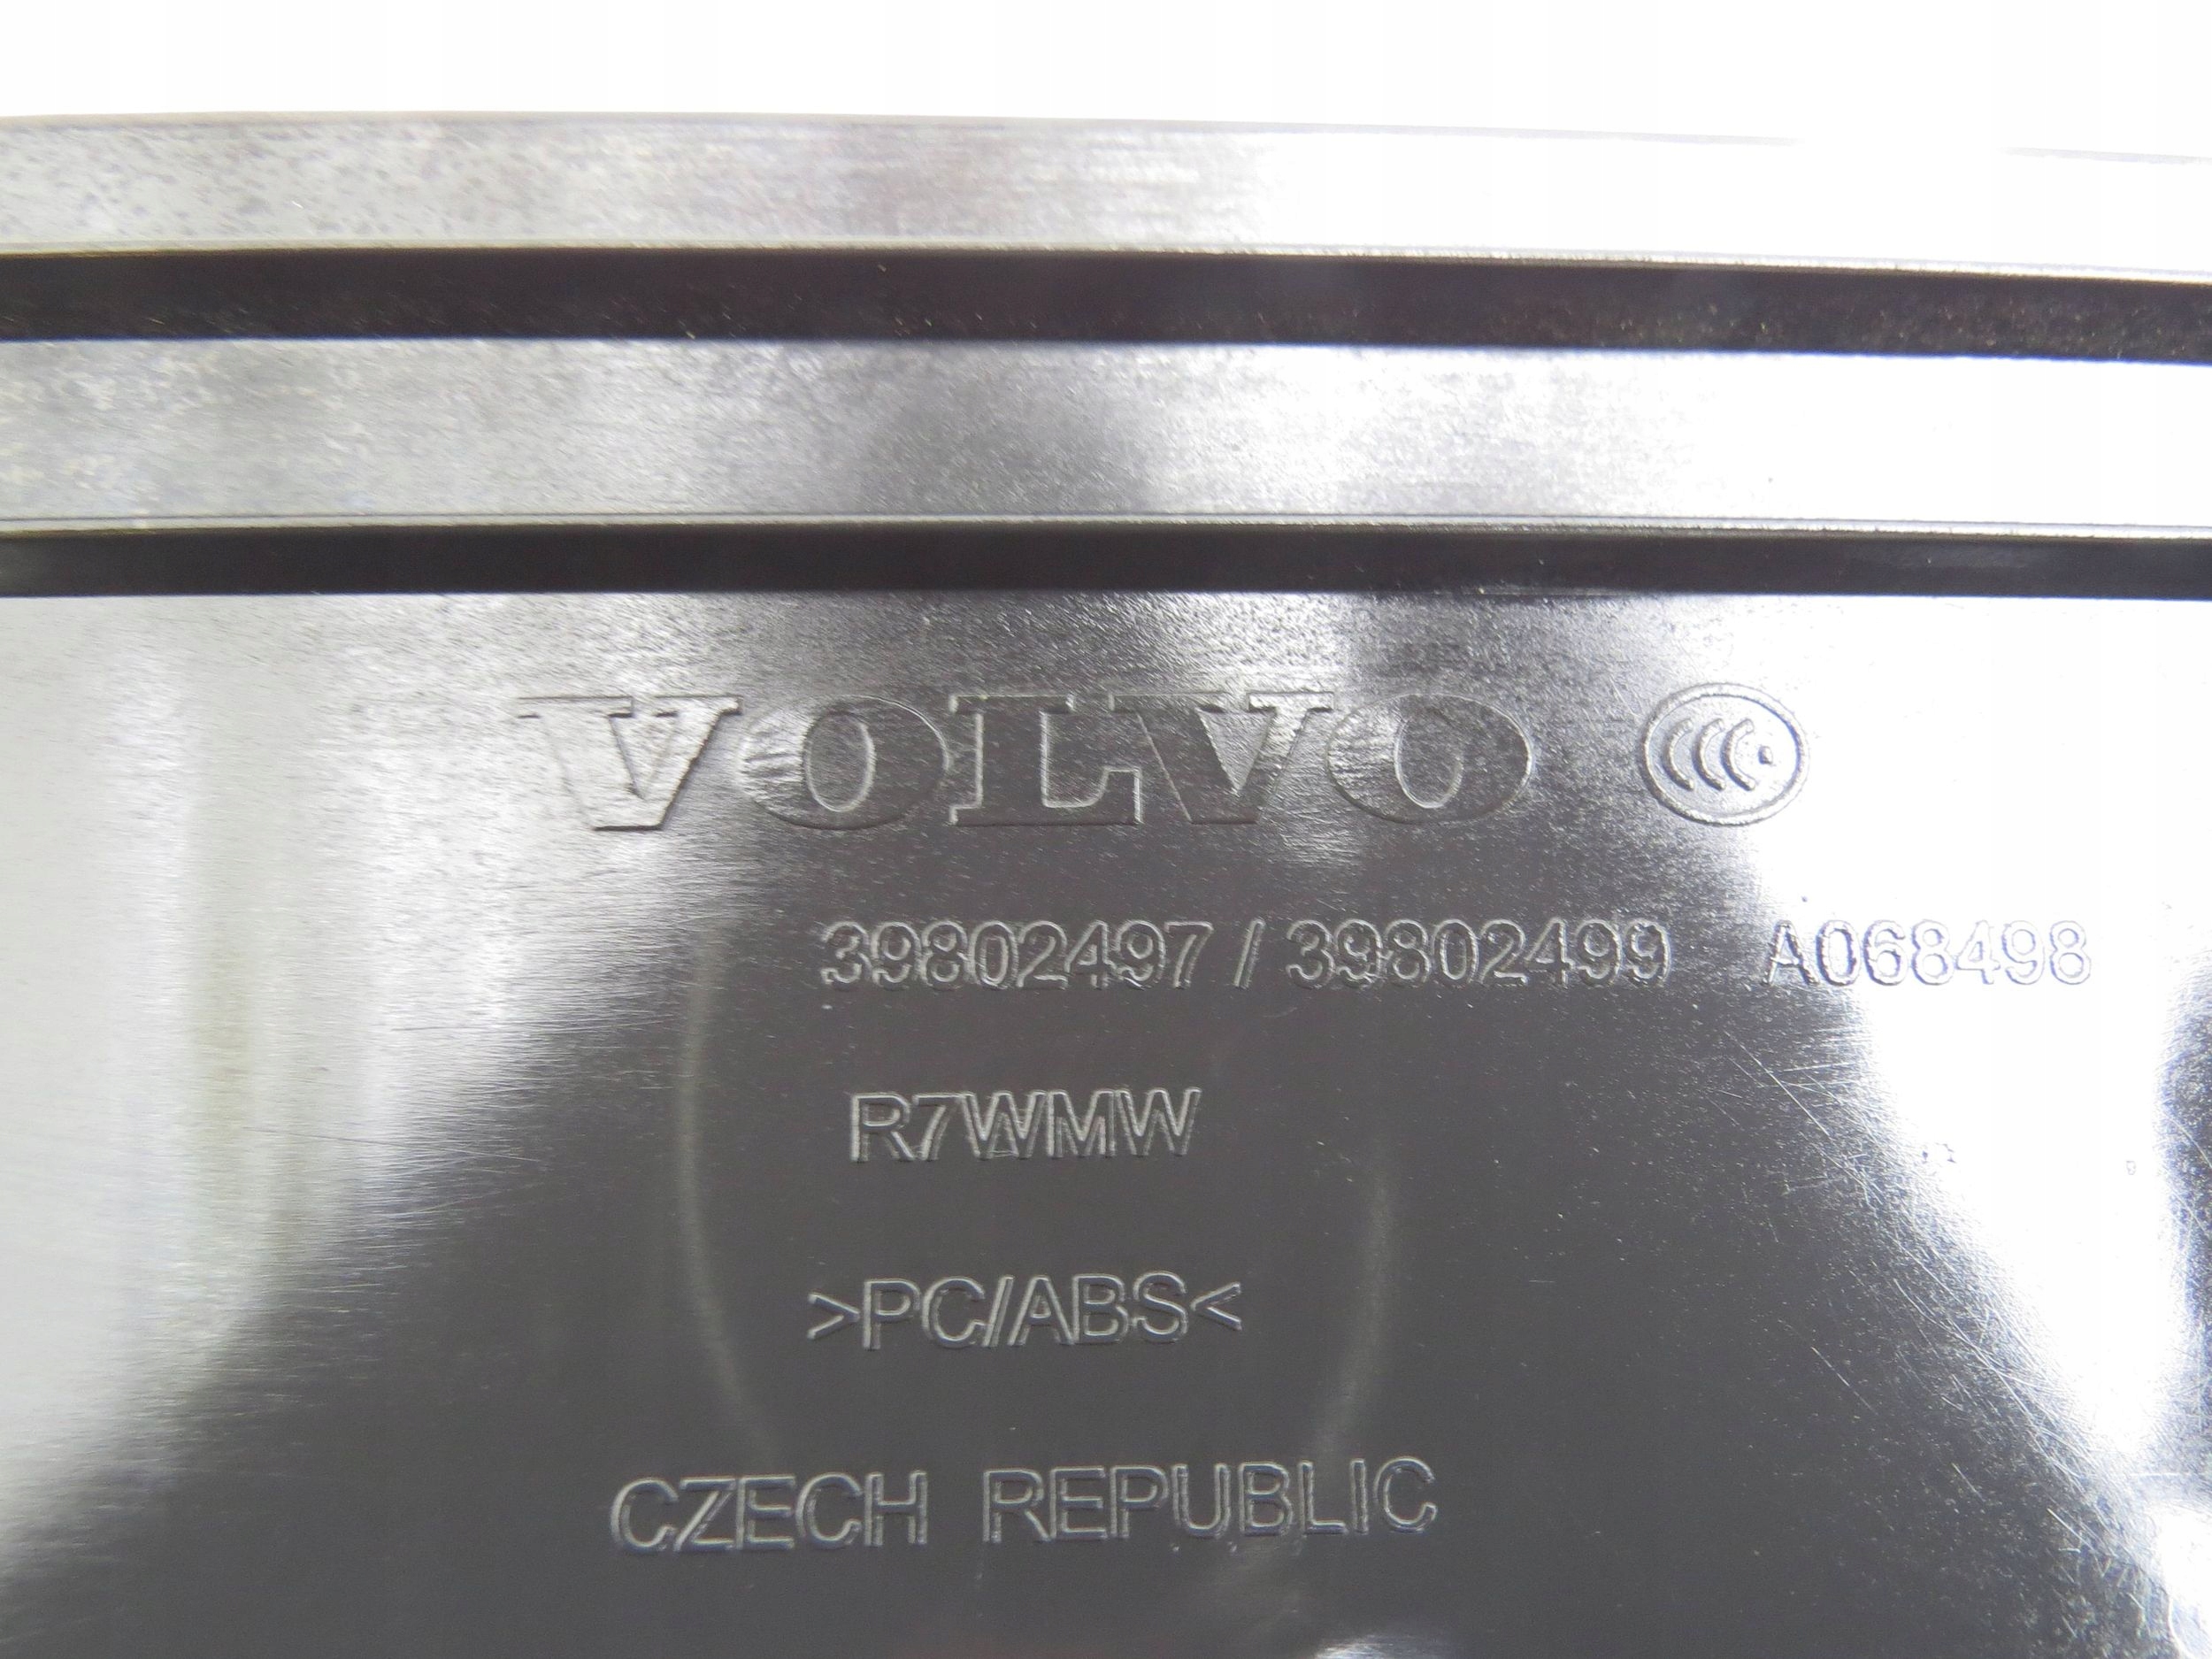 VOLVO
39802497 / 39802499 A068498
R7WMW
>PC/ABS<
CZECH REPUBLIC